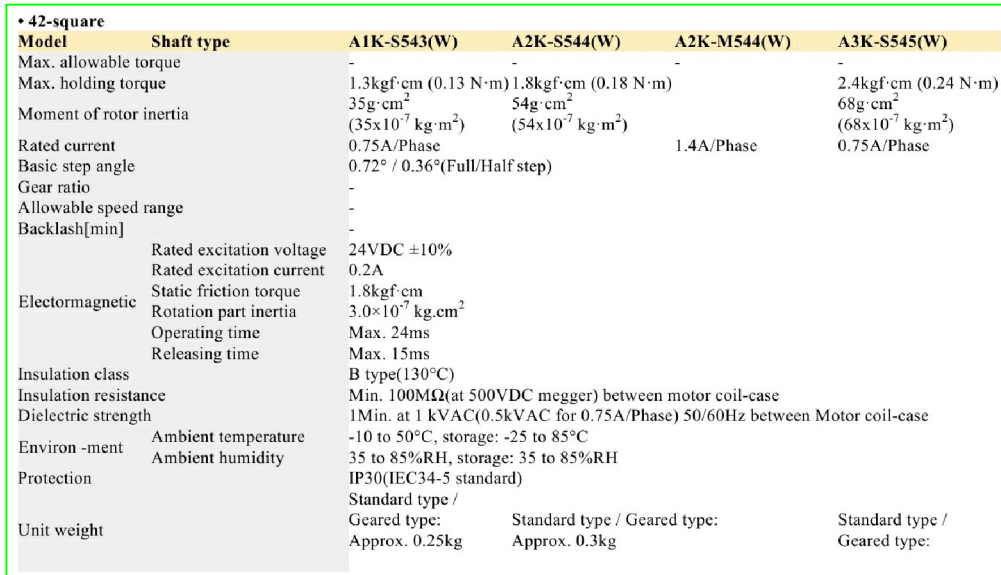 • 42-square
Model Shaft type A1K-S543(W) A2K-S544(W) A2K-M544(W) A3K-S545(W)
Max. allowable torque - - - -
Max. holding torque 1.3kgf·cm (0.13 N·m) 1.8kgf·cm (0.18 N·m) 2.4kgf·cm (0.24 N·m)
Moment of rotor inertia 35g·cm² (35x10⁻⁷ kg·m²) 54g·cm² (54x10⁻⁷ kg·m²) 68g·cm² (68x10⁻⁷ kg·m²)
Rated current 0.75A/Phase 1.4A/Phase 0.75A/Phase
Basic step angle 0.72° / 0.36°(Full/Half step)
Gear ratio -
Allowable speed range -
Backlash[min] -
Electormagnetic
Rated excitation voltage 24VDC ±10%
Rated excitation current 0.2A
Static friction torque 1.8kgf·cm
Rotation part inertia 3.0×10⁻⁷ kg.cm²
Operating time Max. 24ms
Releasing time Max. 15ms
Insulation class B type(130°C)
Insulation resistance Min. 100MΩ(at 500VDC megger) between motor coil-case
Dielectric strength 1Min. at 1 kVAC(0.5kVAC for 0.75A/Phase) 50/60Hz between Motor coil-case
Environ -ment
Ambient temperature -10 to 50°C, storage: -25 to 85°C
Ambient humidity 35 to 85%RH, storage: 35 to 85%RH
Protection IP30(IEC34-5 standard)
Unit weight
Standard type /
Geared type: Standard type / Geared type: Standard type /
Approx. 0.25kg Approx. 0.3kg Geared type: